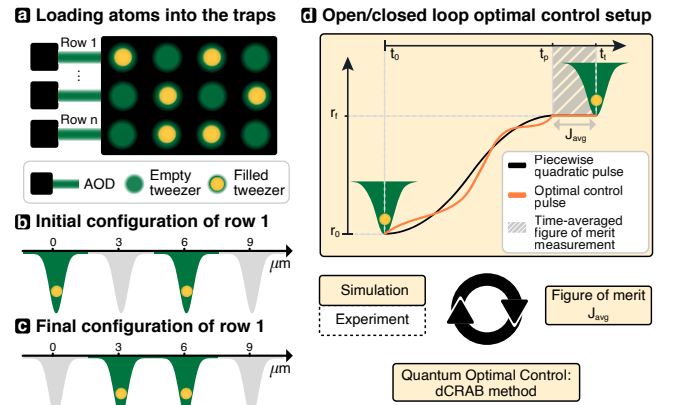 a Loading atoms into the traps
Row 1
⋮
Row n
AOD
Empty
tweezer
Filled
tweezer
b Initial configuration of row 1
0 3 6 9
μm
c Final configuration of row 1
0 3 6 9
μm
d Open/closed loop optimal control setup
t0 tp tt
rf
r0
Javg
Piecewise
quadratic pulse
Optimal control
pulse
Time-averaged
figure of merit
measurement
Simulation
Experiment
Figure of merit
Javg
Quantum Optimal Control:
dCRAB method